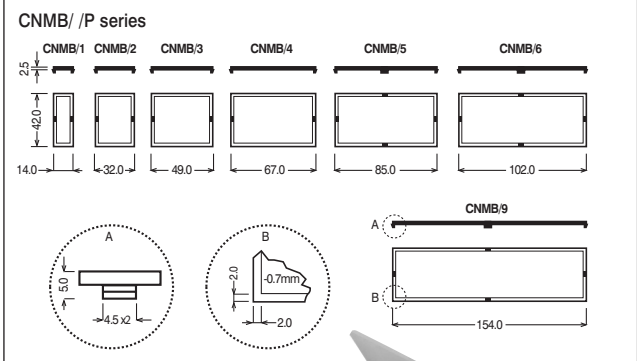 CNMB/ /P series
CNMB/1 CNMB/2 CNMB/3 CNMB/4 CNMB/5 CNMB/6
2.5
42.0
14.0 32.0 49.0 67.0 85.0 102.0
CNMB/9
A
B
154.0
A
5.0
4.5 x2
B
2.0
-0.7mm
2.0